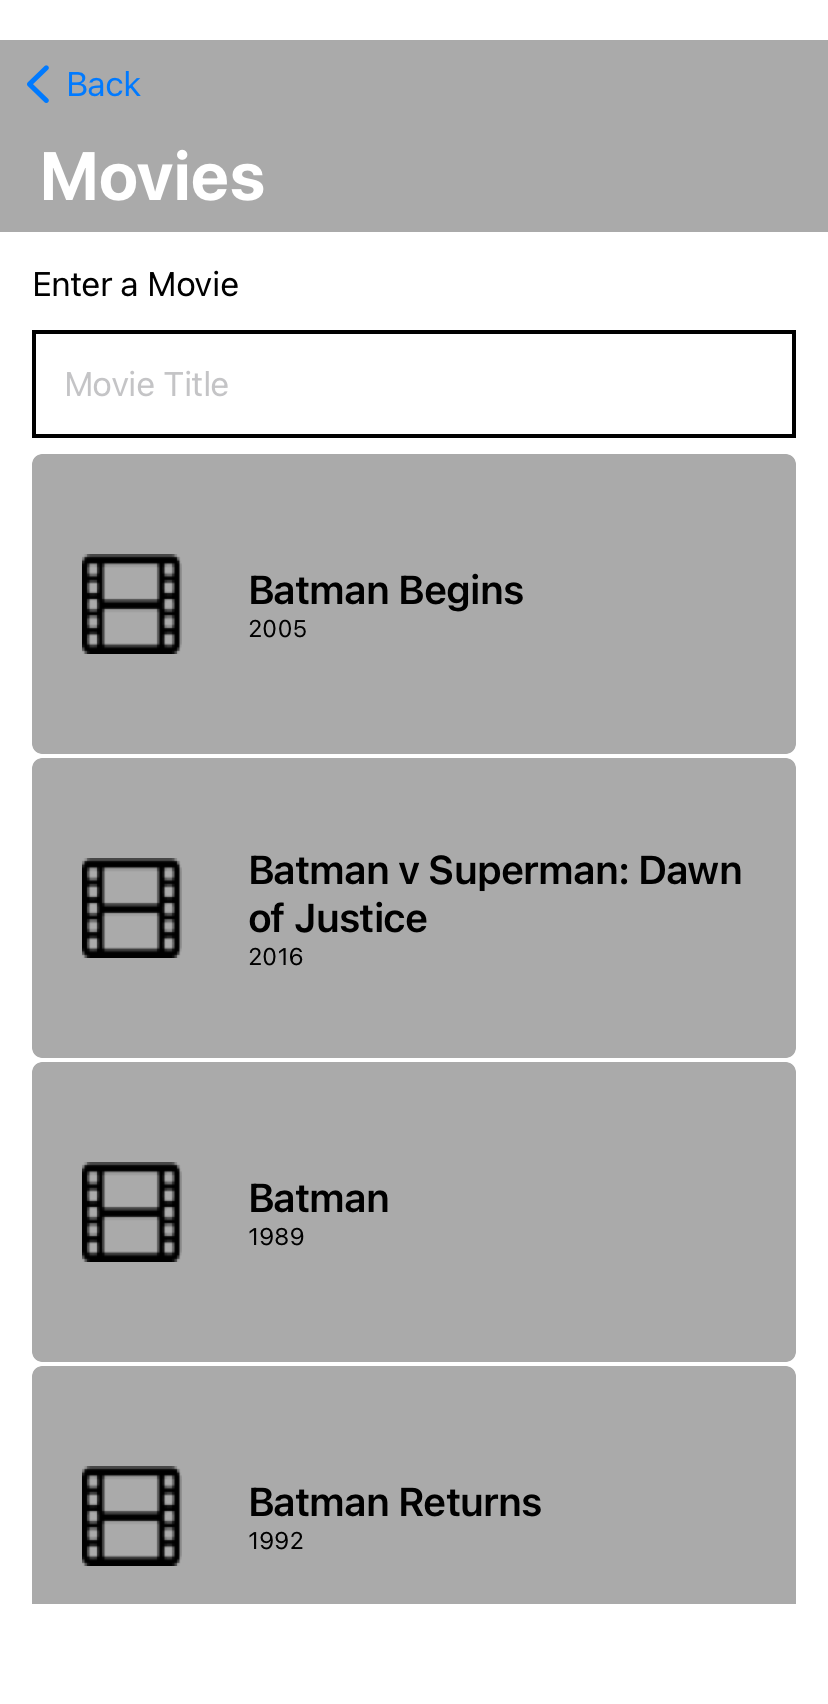 Back
Movies
Enter a Movie
Movie Title
Batman Begins
2005
Batman v Superman: Dawn
of Justice
2016
Batman
1989
Batman Returns
1992